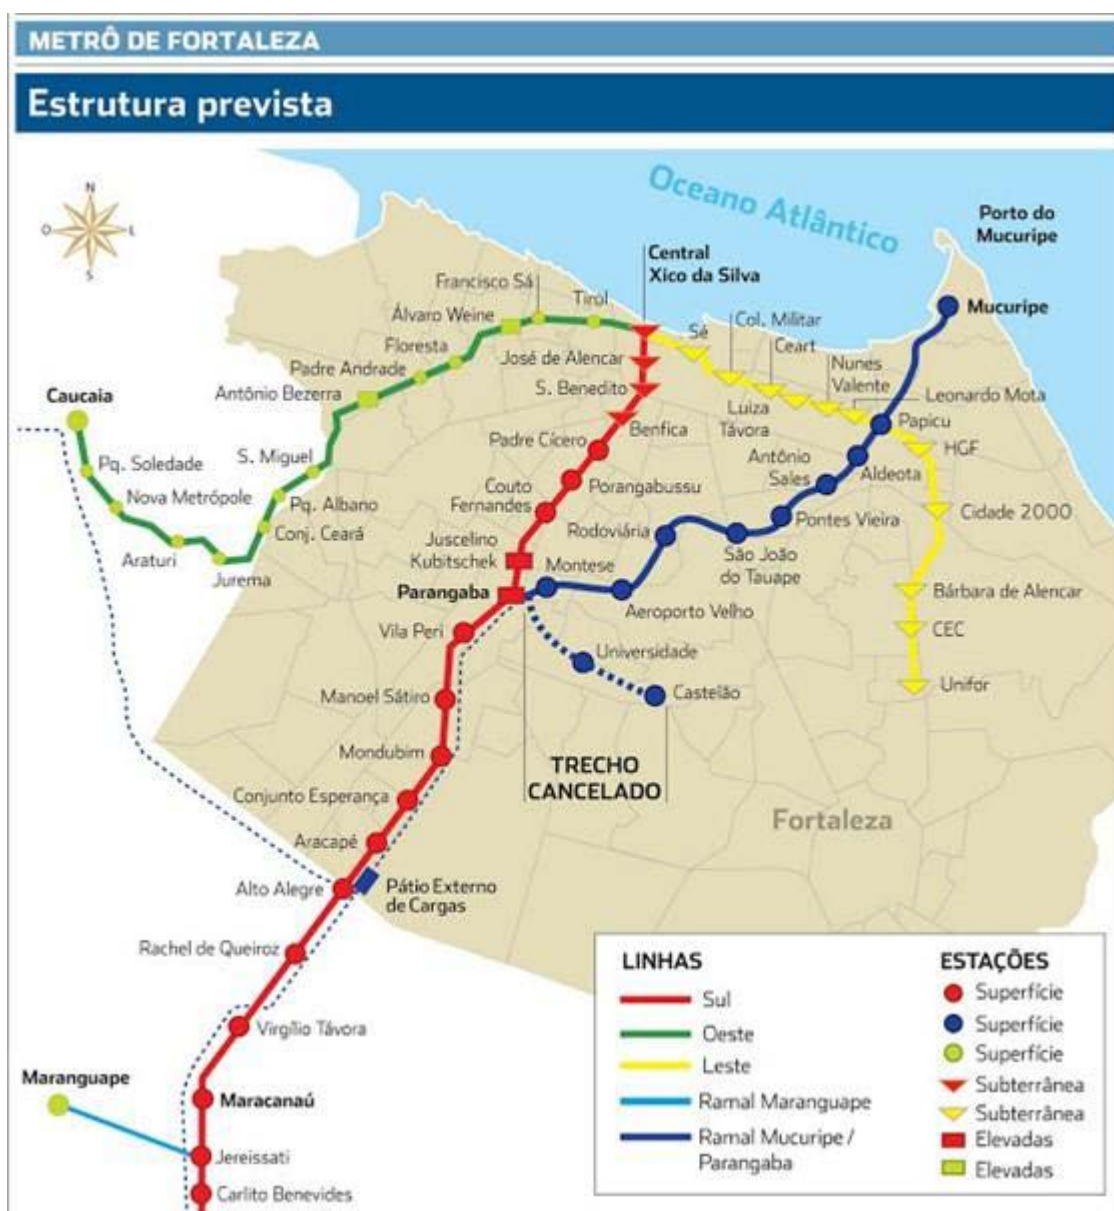 METRÔ DE FORTALEZA
Estrutura prevista
N
O
L
S
Oceano Atlântico
Porto do
Mucuripe
Mucuripe
Central
Xico da Silva
Francisco Sá
Tirol
Álvaro Weine
Floresta
Padre Andrade
Antônio Bezerra
S. Miguel
Caucaia
Pq. Soledade
Nova Metrópole
Araturi
Jurema
Conj. Ceará
Pq. Albano
José de Alencar
S. Benedito
Benfica
Padre Cícero
Porangabussu
Couto
Fernandes
Juscelino
Kubitschek
Parangaba
Sé
Col. Militar
Ceart
Luiza
Távora
Nunes
Valente
Leonardo Mota
Papicu
HGF
Cidade 2000
Bárbara de Alencar
CEC
Unifor
Aldeota
Antônio
Sales
Pontes Vieira
São João
do Tauape
Rodoviária
Aeroporto Velho
Montese
Universidade
Castelão
TRECHO
CANCELADO
Fortaleza
Vila Peri
Manoel Sátiro
Mondubim
Conjunto Esperança
Aracapé
Alto Alegre
Pátio Externo
de Cargas
Rachel de Queiroz
Virgílio Távora
Maranguape
Maracanaú
Jereissati
Carlito Benevides
LINHAS
Sul
Oeste
Leste
Ramal Maranguape
Ramal Mucuripe /
Parangaba
ESTAÇÕES
Superfície
Superfície
Superfície
Subterrânea
Subterrânea
Elevadas
Elevadas